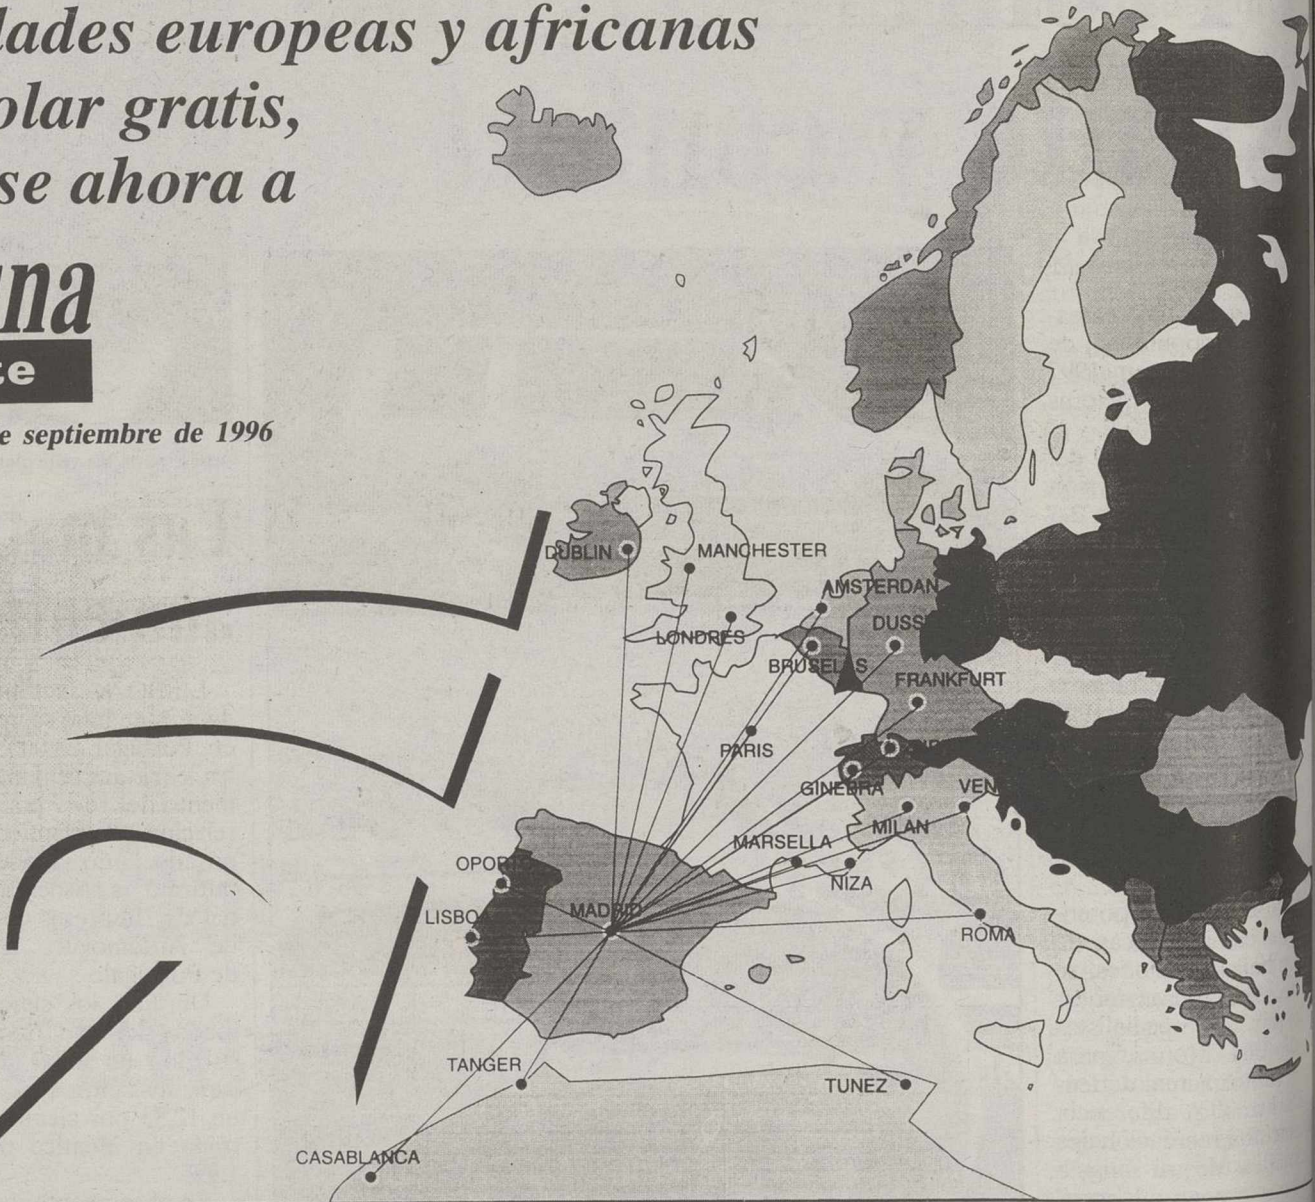 dades europeas y africanas
olar gratis,
se ahora a
na
te
e septiembre de 1996
DUBLIN
MANCHESTER
AMSTERDAN
LONDRES
DUSS
BRUSELAS
FRANKFURT
PARIS
GINEBRA
VEN
MILAN
MARSELLA
NIZA
OPORTO
MADRID
LISBOA
ROMA
TANGER
TUNEZ
CASABLANCA